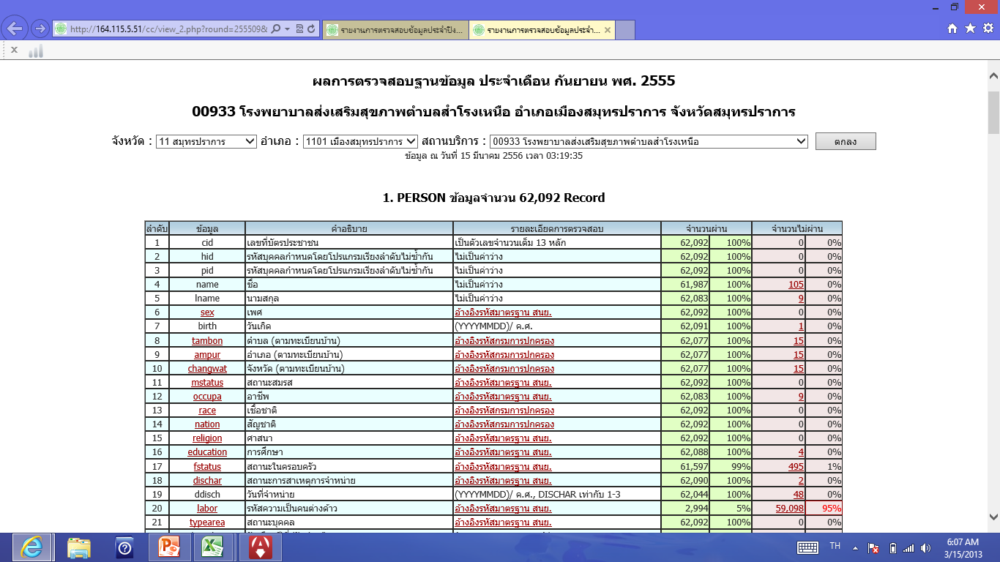 http://164.115.5.51/cc/view_2.php?round=255509&
รายงานการตรวจสอบข้อมูลประจำปีง...
รายงานการตรวจสอบข้อมูลประจำ...
ผลการตรวจสอบฐานข้อมูล ประจำเดือน กันยายน พศ. 2555
00933 โรงพยาบาลส่งเสริมสุขภาพตำบลสำโรงเหนือ อำเภอเมืองสมุทรปราการ จังหวัดสมุทรปราการ
จังหวัด : 11 สมุทรปราการ อำเภอ : 1101 เมืองสมุทรปราการ สถานบริการ : 00933 โรงพยาบาลส่งเสริมสุขภาพตำบลสำโรงเหนือ ตกลง
ข้อมูล ณ วันที่ 15 มีนาคม 2556 เวลา 03:19:35
1. PERSON ข้อมูลจำนวน 62,092 Record
ลำดับ ข้อมูล คำอธิบาย รายละเอียดการตรวจสอบ จำนวนผ่าน จำนวนไม่ผ่าน
1 cid เลขที่บัตรประชาชน เป็นตัวเลขจำนวนเต็ม 13 หลัก 62,092 100% 0 0%
2 hid รหัสบุคคลกำหนดโดยโปรแกรมเรียงลำดับไม่ซ้ำกัน ไม่เป็นค่าว่าง 62,092 100% 0 0%
3 pid รหัสบุคคลกำหนดโดยโปรแกรมเรียงลำดับไม่ซ้ำกัน ไม่เป็นค่าว่าง 62,092 100% 0 0%
4 name ชื่อ ไม่เป็นค่าว่าง 61,987 100% 105 0%
5 lname นามสกุล ไม่เป็นค่าว่าง 62,083 100% 9 0%
6 sex เพศ อ้างอิงรหัสมาตรฐาน สนย. 62,092 100% 0 0%
7 birth วันเกิด (YYYYMMDD)/ ค.ศ. 62,091 100% 1 0%
8 tambon ตำบล (ตามทะเบียนบ้าน) อ้างอิงรหัสกรมการปกครอง 62,077 100% 15 0%
9 ampur อำเภอ (ตามทะเบียนบ้าน) อ้างอิงรหัสกรมการปกครอง 62,077 100% 15 0%
10 changwat จังหวัด (ตามทะเบียนบ้าน) อ้างอิงรหัสกรมการปกครอง 62,077 100% 15 0%
11 mstatus สถานะสมรส อ้างอิงรหัสมาตรฐาน สนย. 62,092 100% 0 0%
12 occupa อาชีพ อ้างอิงรหัสมาตรฐาน สนย. 62,083 100% 9 0%
13 race เชื้อชาติ อ้างอิงรหัสกรมการปกครอง 62,092 100% 0 0%
14 nation สัญชาติ อ้างอิงรหัสกรมการปกครอง 62,092 100% 0 0%
15 religion ศาสนา อ้างอิงรหัสมาตรฐาน สนย. 62,092 100% 0 0%
16 education การศึกษา อ้างอิงรหัสมาตรฐาน สนย. 62,088 100% 4 0%
17 fstatus สถานะในครอบครัว อ้างอิงรหัสมาตรฐาน สนย. 61,597 99% 495 1%
18 dischar สถานะการสาเหตุการจำหน่าย อ้างอิงรหัสมาตรฐาน สนย. 62,090 100% 2 0%
19 ddisch วันที่จำหน่าย (YYYYMMDD)/ ค.ศ., DISCHAR เท่ากับ 1-3 62,044 100% 48 0%
20 labor รหัสความเป็นคนต่างด้าว อ้างอิงรหัสมาตรฐาน สนย. 2,994 5% 59,098 95%
21 typearea สถานะบุคคล อ้างอิงรหัสมาตรฐาน สนย. 62,092 100% 0 0%
TH
6:07 AM
3/15/2013